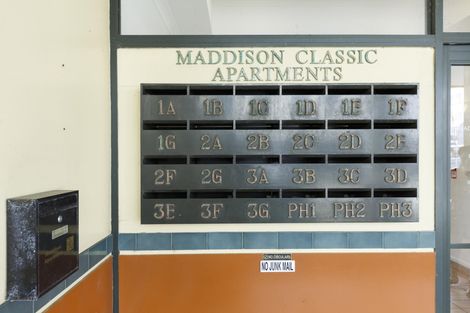 MADDISON CLASSIC
APARTMENTS
1A 1B 1C 1D 1E 1F
1G 2A 2B 2C 2D 2E
2F 2G 3A 3B 3C 3D
3E 3F 3G PH1 PH2 PH3
NO JUNK MAIL